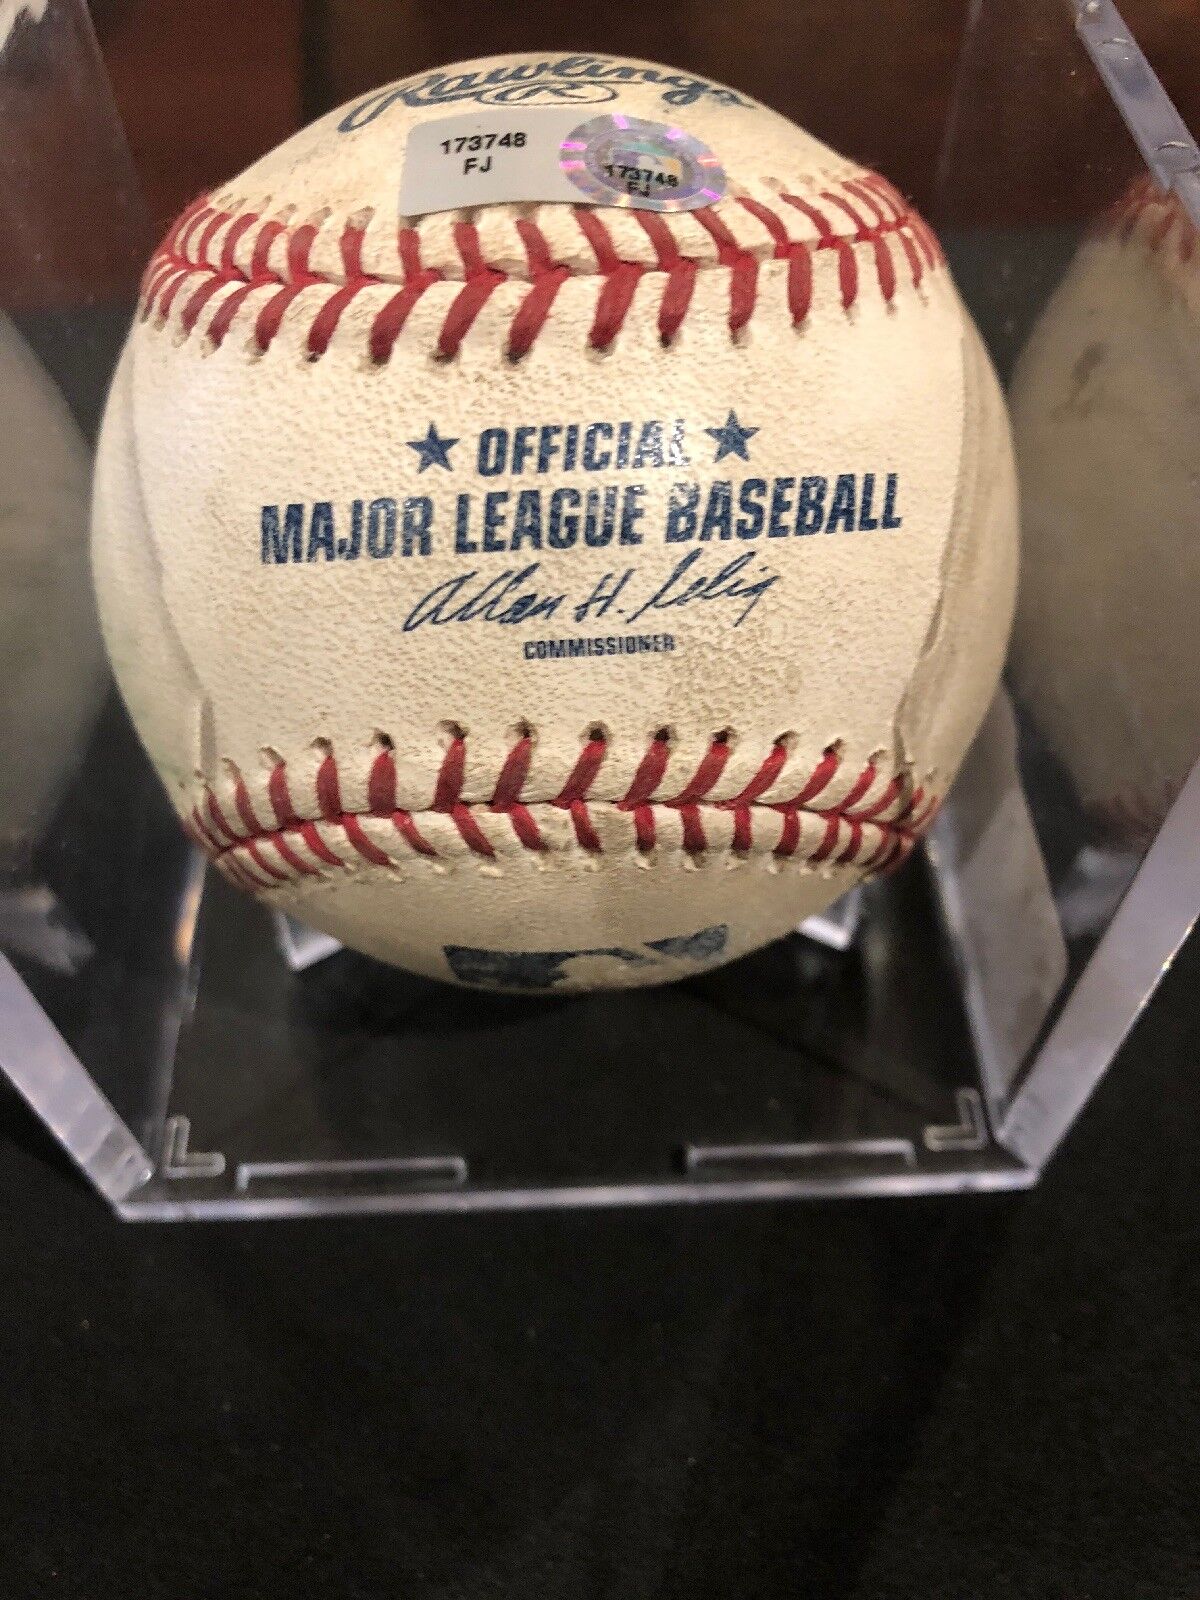 Rawlings
R
173748
FJ
173748
FJ
★ OFFICIAL ★
MAJOR LEAGUE BASEBALL
Allan H. Selig
COMMISSIONER